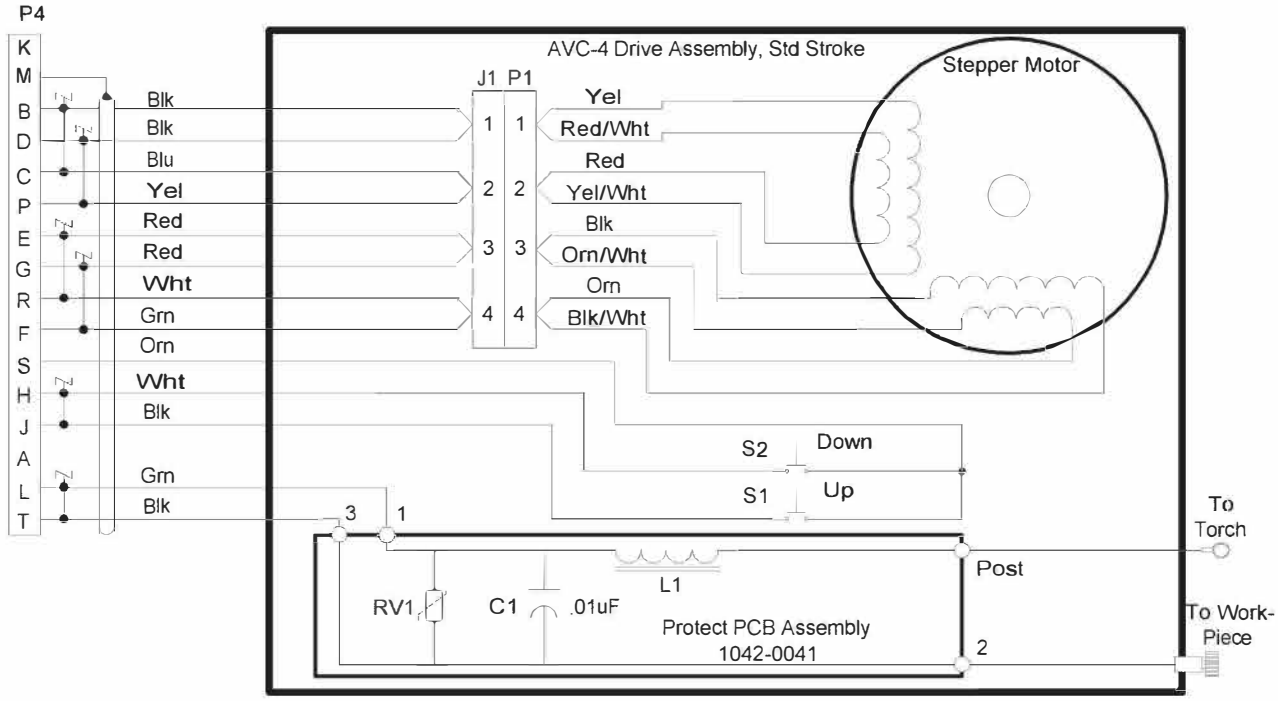 P4
AVC-4 Drive Assembly, Std Stroke
Stepper Motor
J1 P1
K
M
B Blk
D Blk
C Blu
P Yel
E Red
G Red
R Wht
F Grn
S Orn
H Wht
J Blk
A
L Grn
T Blk
1 1
2 2
3 3
4 4
Yel
Red/Wht
Red
Yel/Wht
Blk
Orn/Wht
Orn
Blk/Wht
S2 Down
S1 Up
3 1
To
Torch
Post
L1
RV1
C1 .01uF
To Work-
Piece
Protect PCB Assembly
1042-0041
2